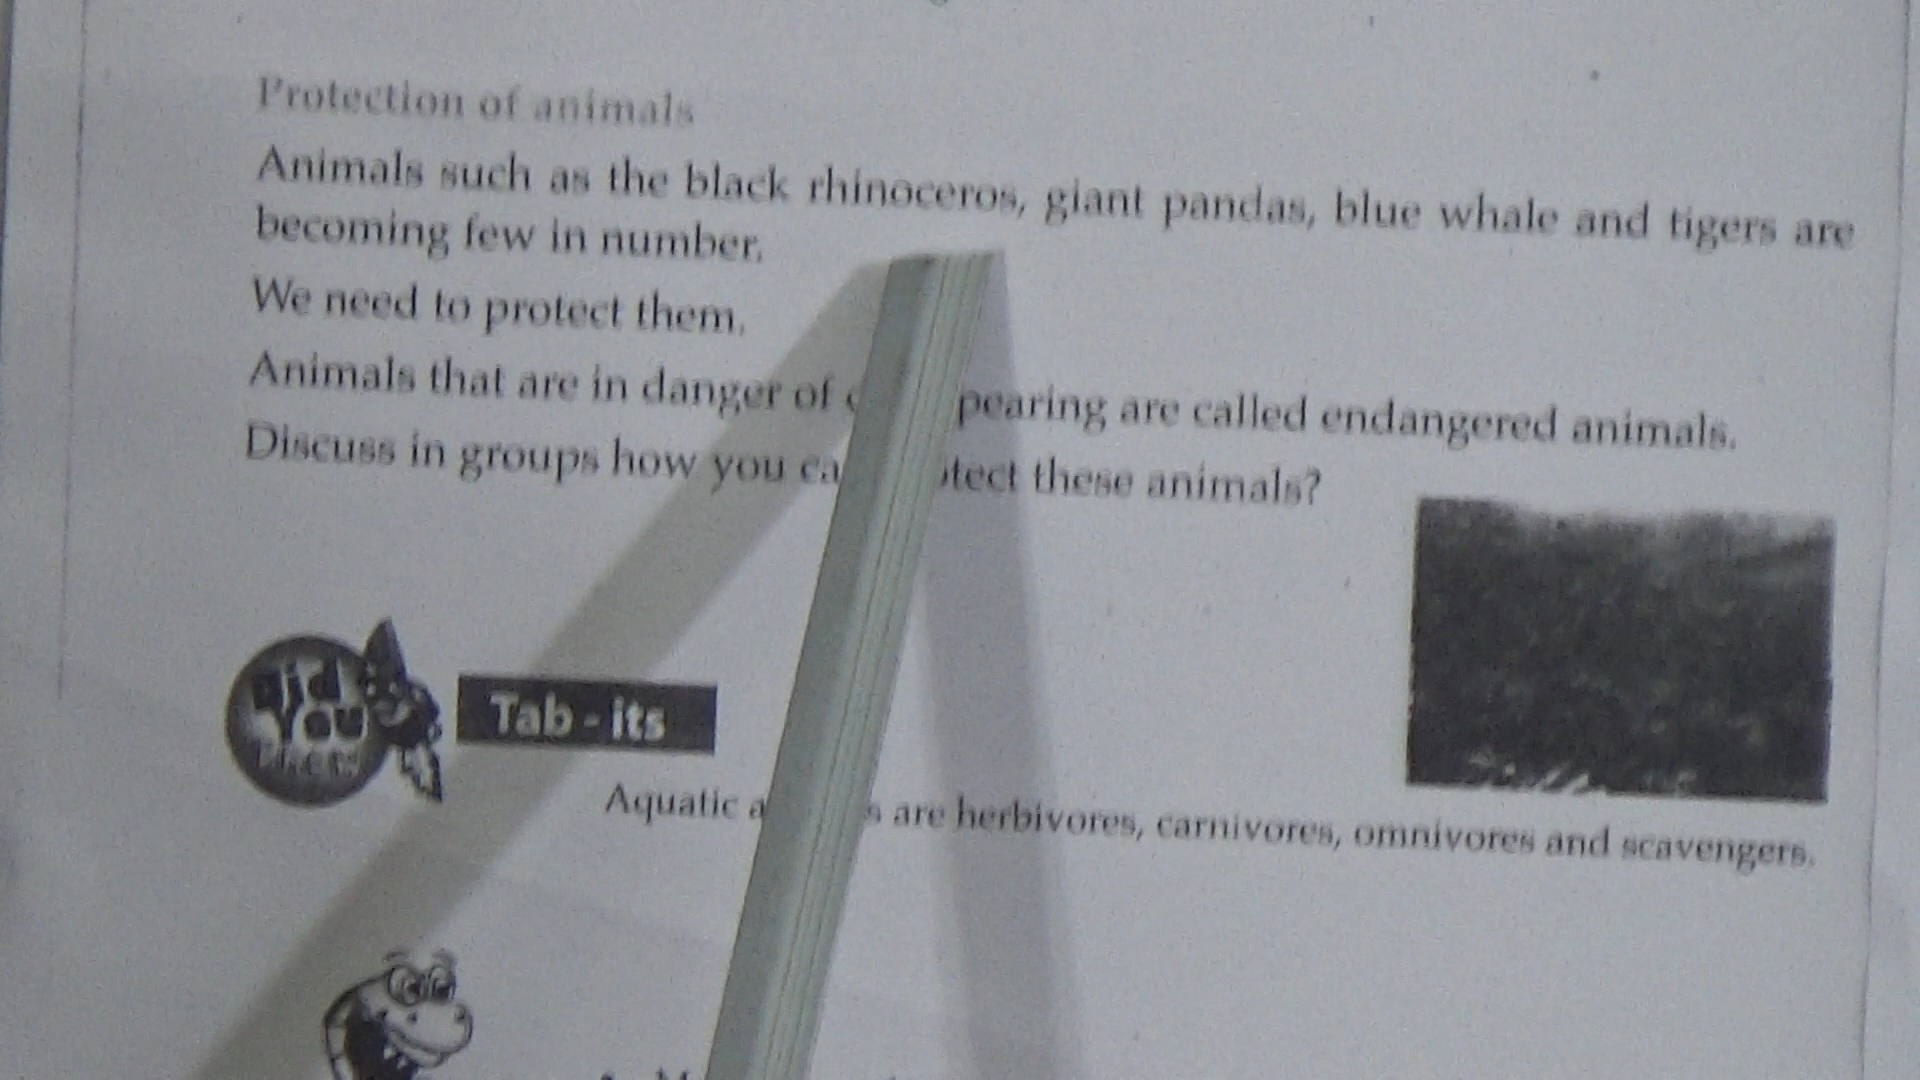 Protection of animals
Animals such as the black rhinoceros, giant pandas, blue whale and tigers are
becoming few in number.
We need to protect them.
Animals that are in danger of pearing are called endangered animals.
Discuss in groups how you ca tect these animals?
Did
You
Tab - its
Aquatic a s are herbivores, carnivores, omnivores and scavengers.